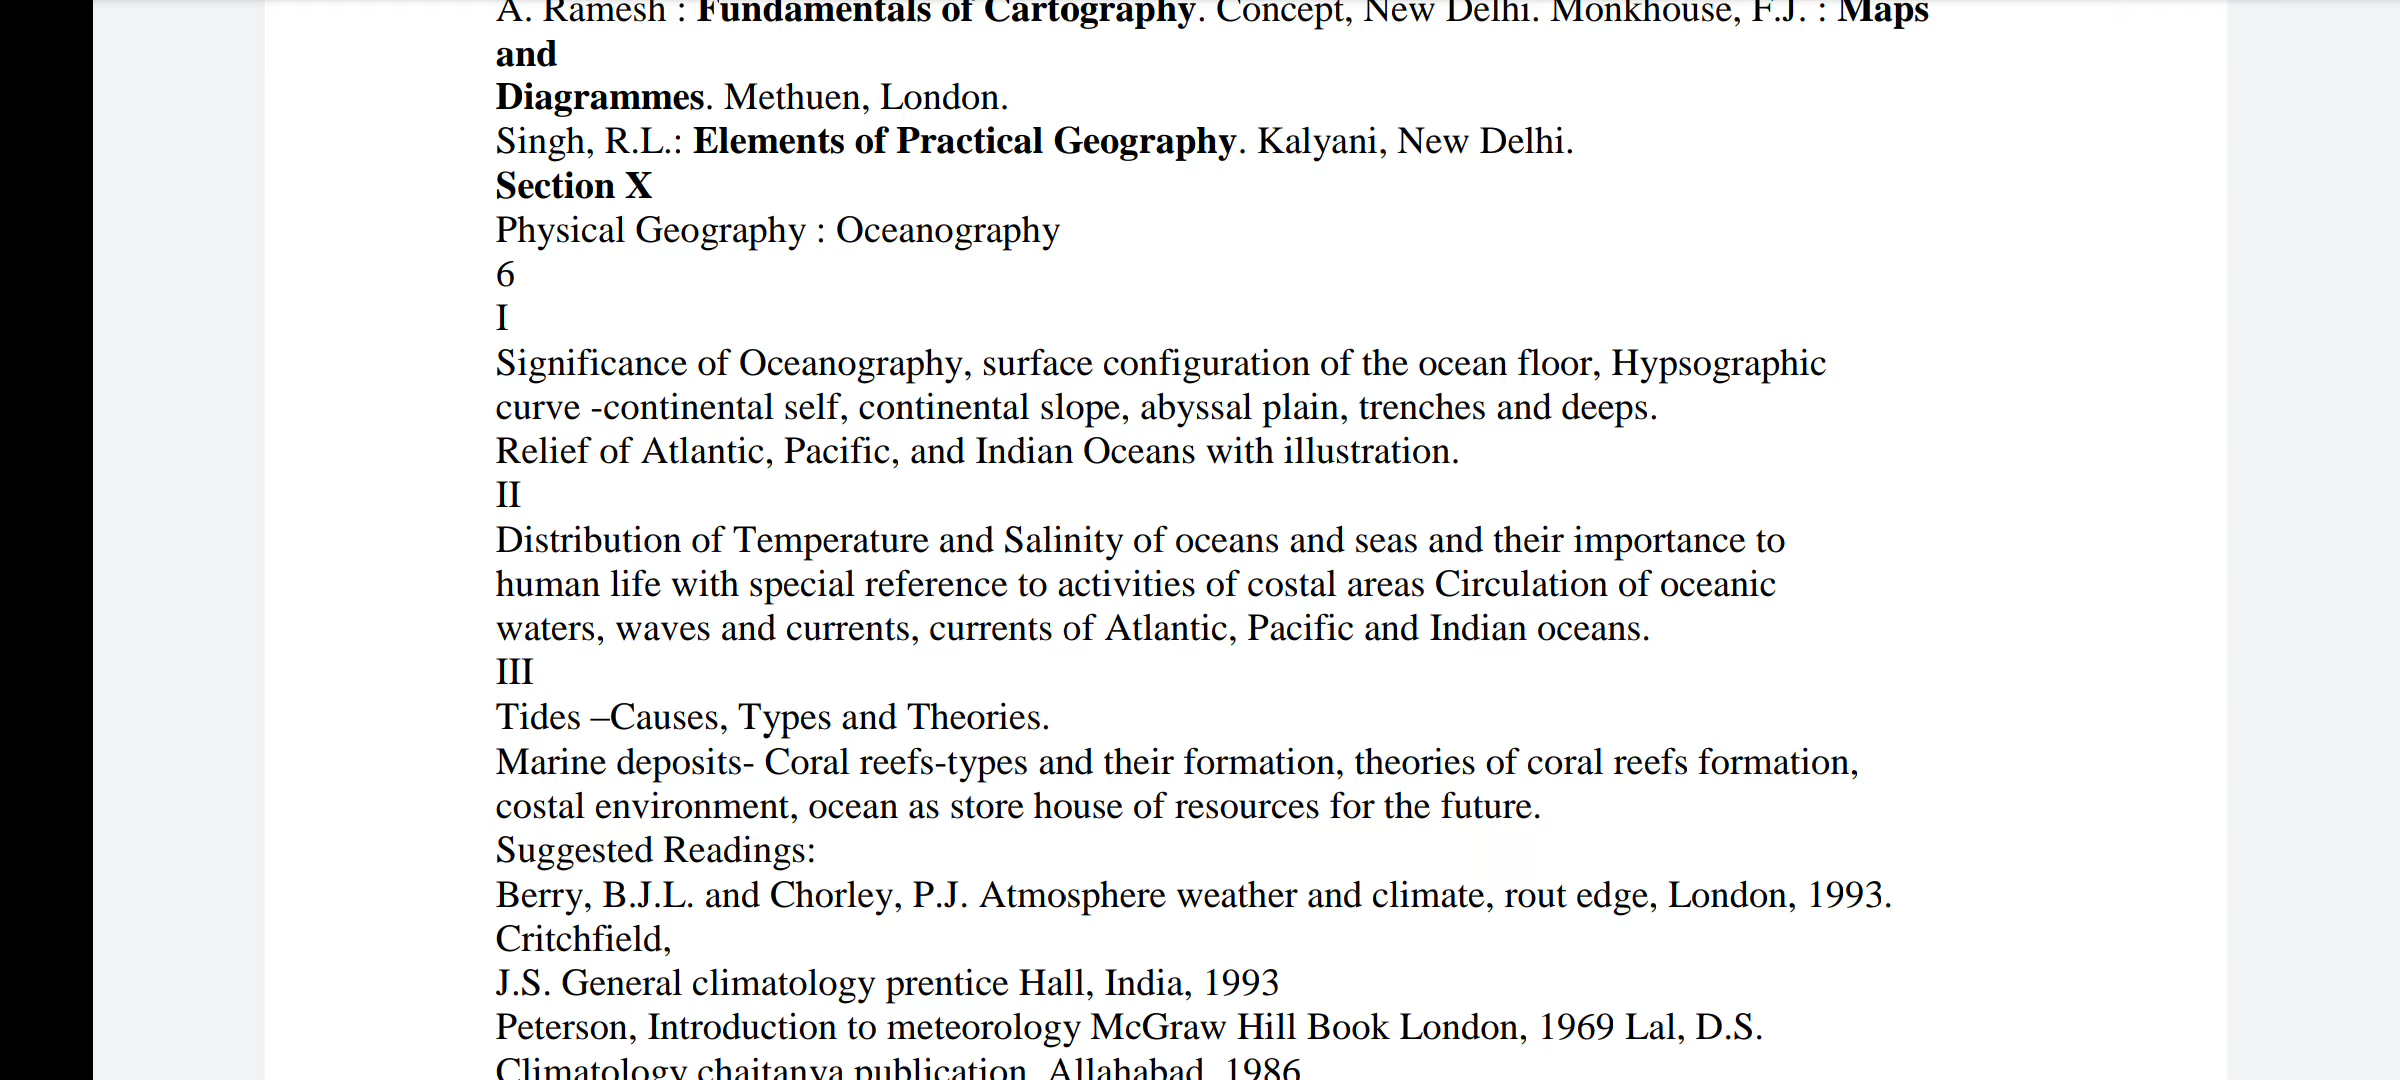 A. Ramesh : Fundamentals of Cartography. Concept, New Delhi. Monkhouse, F.J. : Maps
and
Diagrammes. Methuen, London.
Singh, R.L.: Elements of Practical Geography. Kalyani, New Delhi.
Section X
Physical Geography : Oceanography
6
I
Significance of Oceanography, surface configuration of the ocean floor, Hypsographic
curve -continental self, continental slope, abyssal plain, trenches and deeps.
Relief of Atlantic, Pacific, and Indian Oceans with illustration.
II
Distribution of Temperature and Salinity of oceans and seas and their importance to
human life with special reference to activities of costal areas Circulation of oceanic
waters, waves and currents, currents of Atlantic, Pacific and Indian oceans.
III
Tides –Causes, Types and Theories.
Marine deposits- Coral reefs-types and their formation, theories of coral reefs formation,
costal environment, ocean as store house of resources for the future.
Suggested Readings:
Berry, B.J.L. and Chorley, P.J. Atmosphere weather and climate, rout edge, London, 1993.
Critchfield,
J.S. General climatology prentice Hall, India, 1993
Peterson, Introduction to meteorology McGraw Hill Book London, 1969 Lal, D.S.
Climatology chaitanya publication, Allahabad, 1986